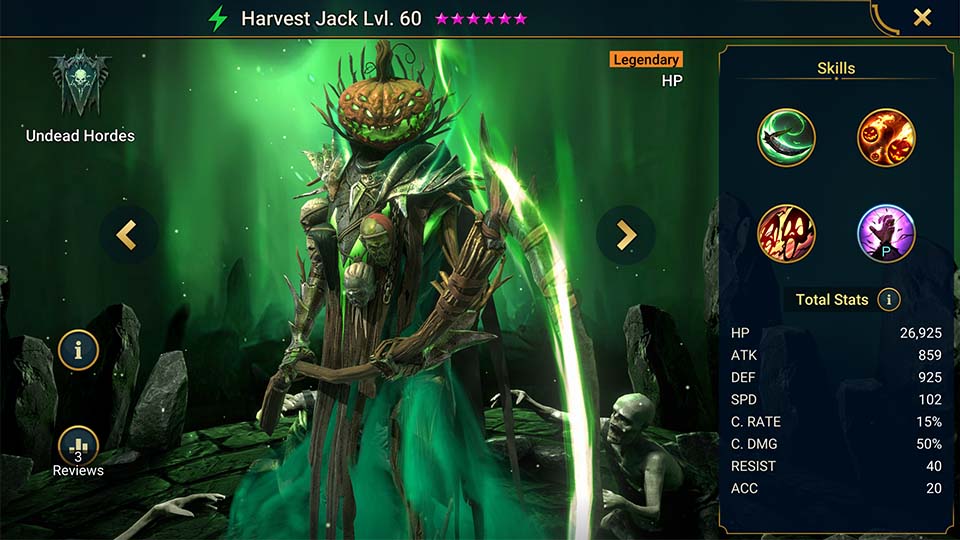 Harvest Jack Lvl. 60
Undead Hordes
Legendary
HP
3
Reviews
Skills
P
Total Stats i
HP 26,925
ATK 859
DEF 925
SPD 102
C. RATE 15%
C. DMG 50%
RESIST 40
ACC 20